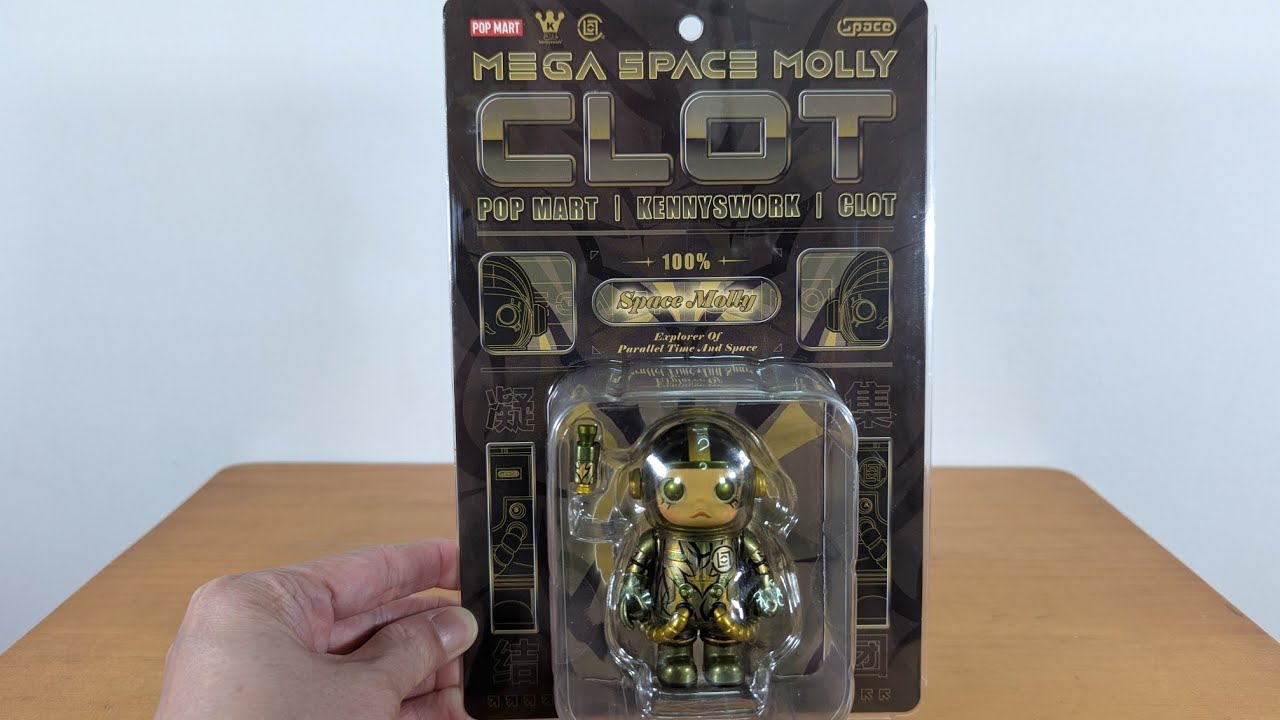 POP MART
Space
MEGA SPACE MOLLY
CLOT
POP MART | KENNYSWORK | CLOT
100%
Space Molly
Explorer Of
Parallel Time And Space
凝 集
结 团